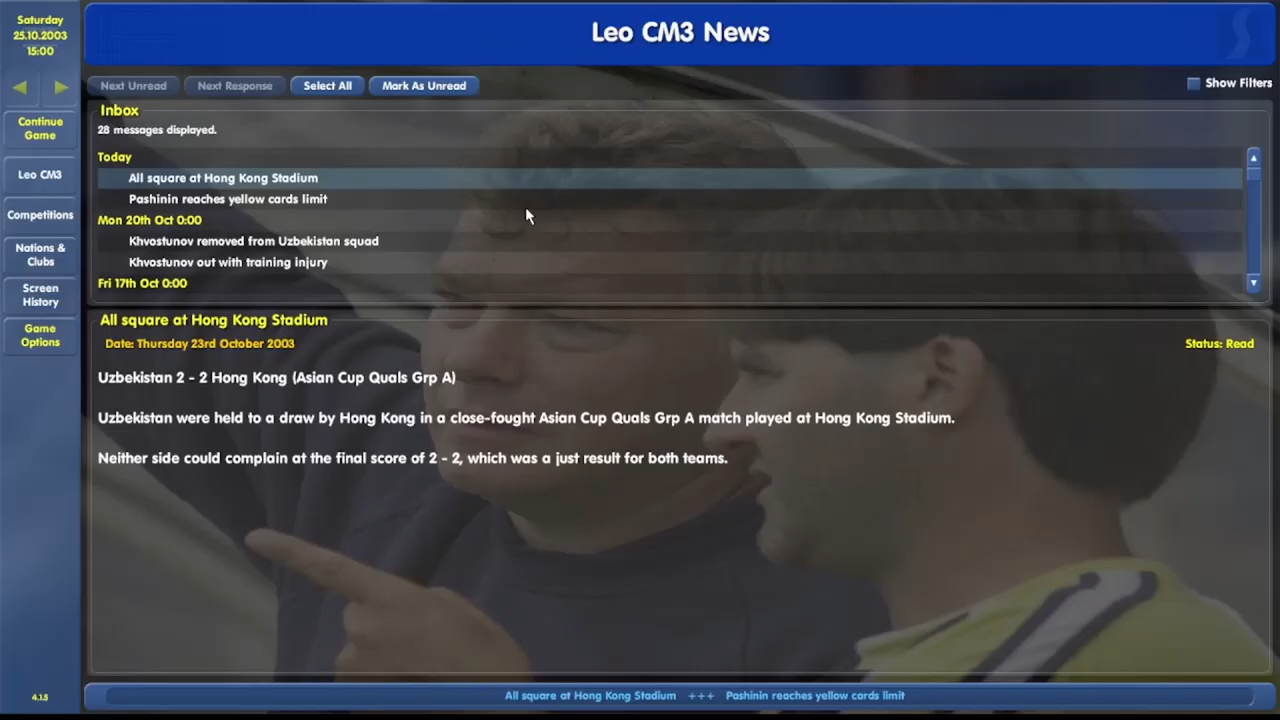 Saturday
25.10.2003
15:00
Leo CM3 News
Next Unread
Next Response
Select All
Mark As Unread
Show Filters
Continue
Game
Leo CM3
Competitions
Nations &
Clubs
Screen
History
Game
Options
4.1.5
Inbox
28 messages displayed.
Today
All square at Hong Kong Stadium
Pashinin reaches yellow cards limit
Mon 20th Oct 0:00
Khvostunov removed from Uzbekistan squad
Khvostunov out with training injury
Fri 17th Oct 0:00
All square at Hong Kong Stadium
Date: Thursday 23rd October 2003
Status: Read
Uzbekistan 2 - 2 Hong Kong (Asian Cup Quals Grp A)
Uzbekistan were held to a draw by Hong Kong in a close-fought Asian Cup Quals Grp A match played at Hong Kong Stadium.
Neither side could complain at the final score of 2 - 2, which was a just result for both teams.
All square at Hong Kong Stadium +++ Pashinin reaches yellow cards limit